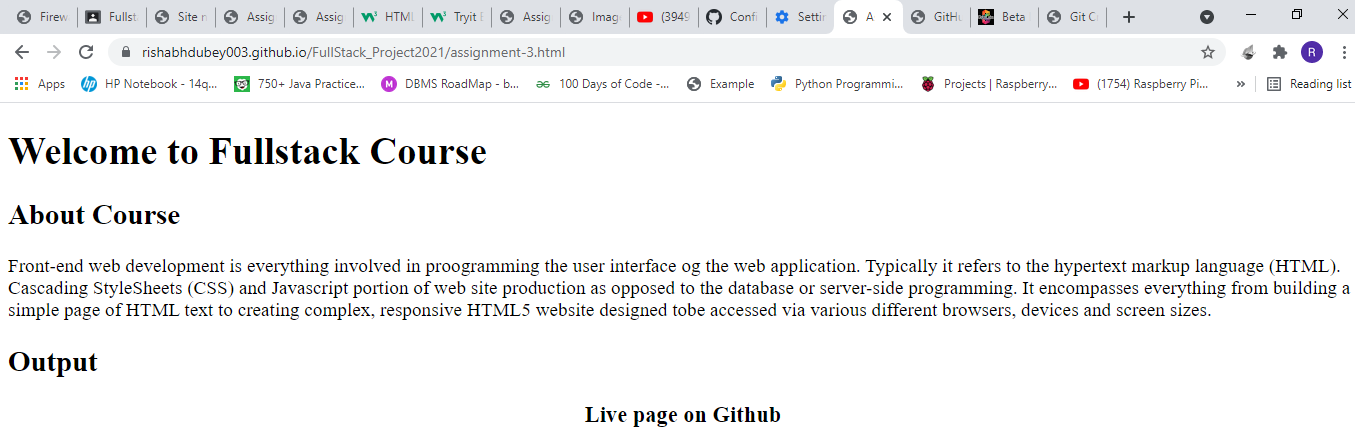 Firew
Fullst
Site n
Assig
Assig
HTML
Tryit E
Assig
Image
(3949
Confi
Settin
A
GitHu
Beta
Git Cr
rishabhdubey003.github.io/FullStack_Project2021/assignment-3.html
R
Apps
HP Notebook - 14q...
750+ Java Practice...
M
DBMS RoadMap - b...
100 Days of Code -...
Example
Python Programmi...
Projects | Raspberry...
(1754) Raspberry Pi...
»
Reading list
Welcome to Fullstack Course
About Course
Front-end web development is everything involved in proogramming the user interface og the web application. Typically it refers to the hypertext markup language (HTML).
Cascading StyleSheets (CSS) and Javascript portion of web site production as opposed to the database or server-side programming. It encompasses everything from building a
simple page of HTML text to creating complex, responsive HTML5 website designed tobe accessed via various different browsers, devices and screen sizes.
Output
Live page on Github